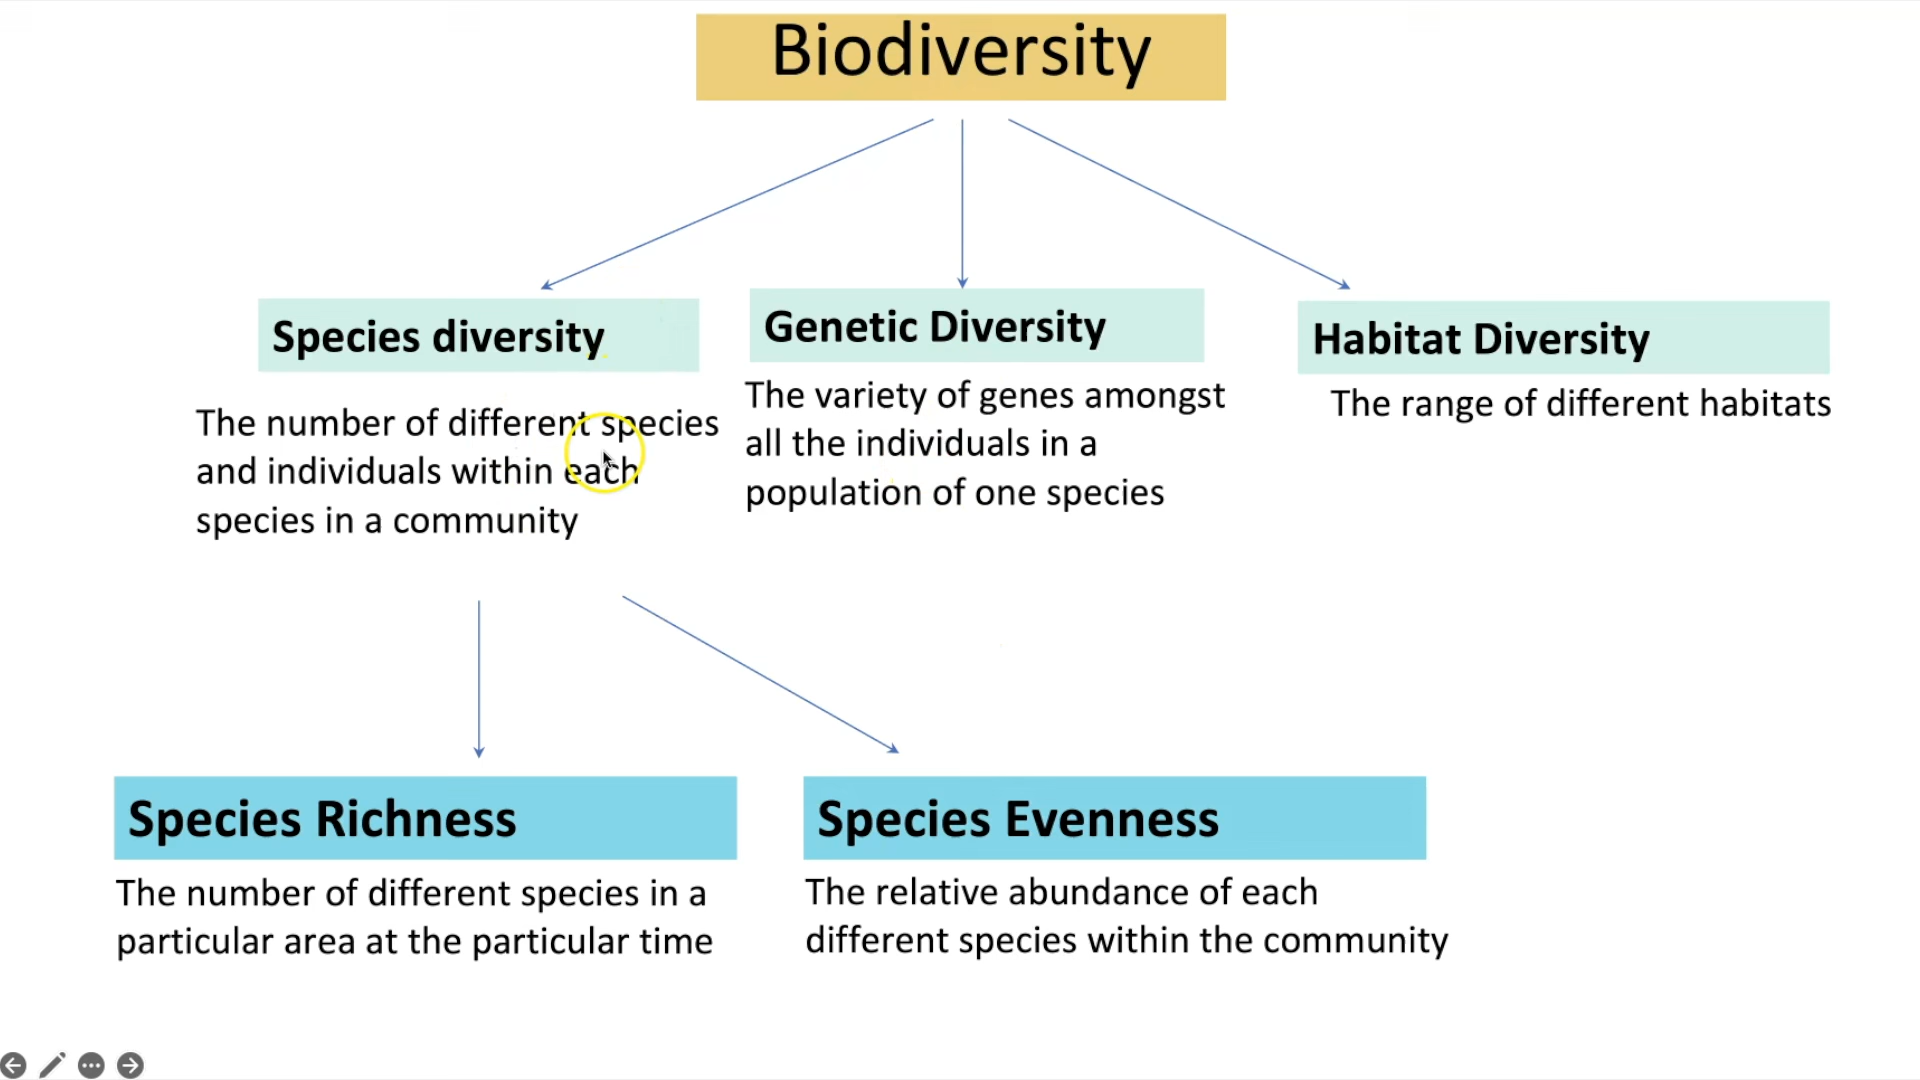 Biodiversity
Species diversity
The number of different species
and individuals within each
species in a community
Genetic Diversity
The variety of genes amongst
all the individuals in a
population of one species
Habitat Diversity
The range of different habitats
Species Richness
The number of different species in a
particular area at the particular time
Species Evenness
The relative abundance of each
different species within the community